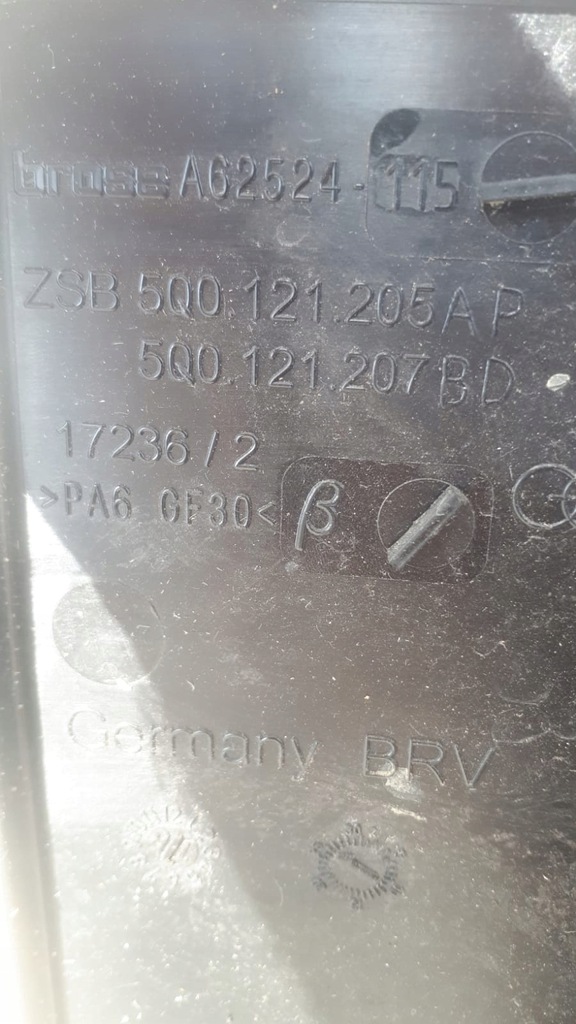 brose A62524-115
ZSB 5Q0.121.205AP
5Q0.121.207BD
17236/2
>PA6 GF30< β
Germany BRV